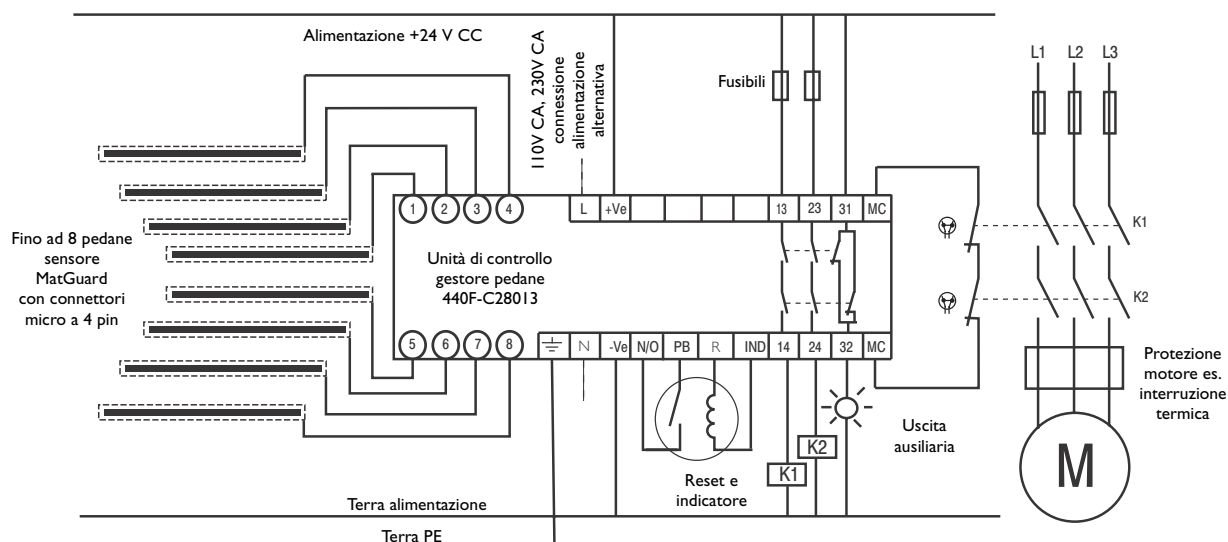 Alimentazione +24 V CC
110V CA, 230V CA
connessione
alimentazione
alternativa
Fusibili
L1 L2 L3
1 2 3 4
L +Ve
13 23 31 MC
K1
Fino ad 8 pedane
sensore
MatGuard
con connettori
micro a 4 pin
Unità di controllo
gestore pedane
440F-C28013
K2
5 6 7 8
N -Ve N/O PB R IND 14 24 32 MC
Protezione
motore es.
interruzione
termica
Uscita
ausiliaria
K2
K1
M
Reset e
indicatore
Terra alimentazione
Terra PE